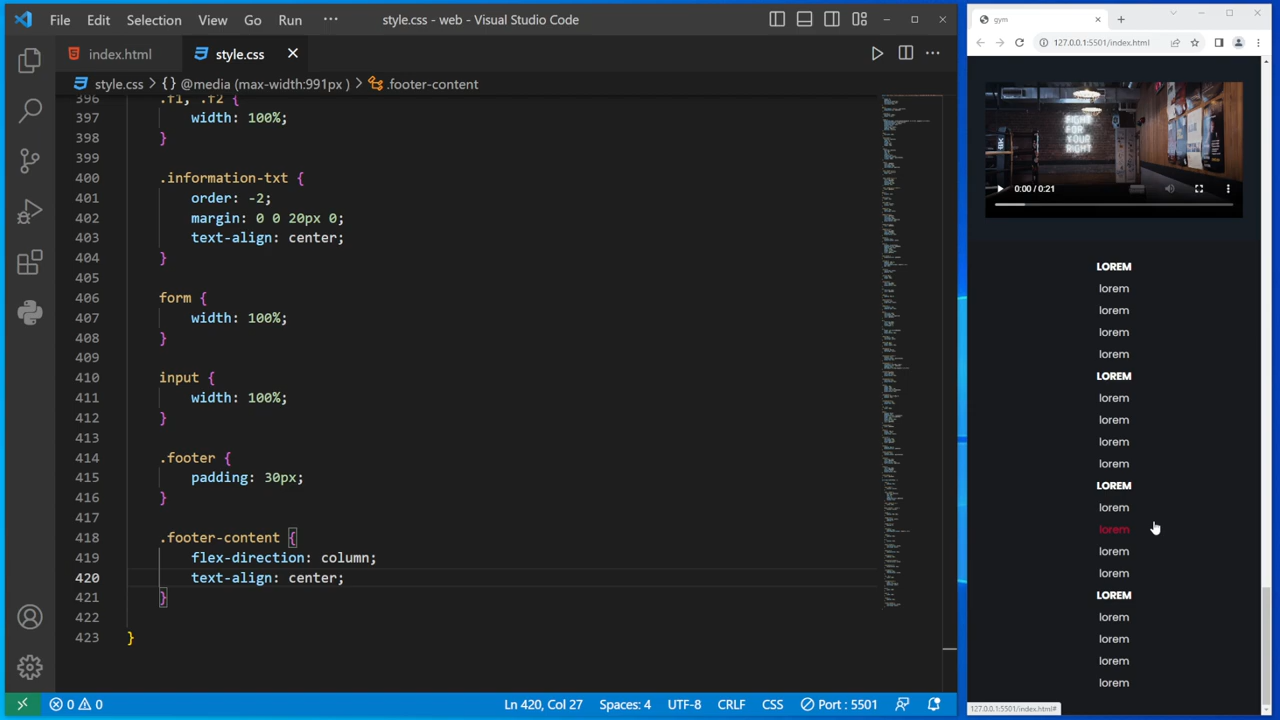 File Edit Selection View Go Run ··· style.css - web - Visual Studio Code
index.html style.css
style.css > {} @media (max-width:991px ) > .footer-content
396 .f1, .f2 {
397 width: 100%;
398 }
399
400 .information-txt {
401 order: -2;
402 margin: 0 0 20px 0;
403 text-align: center;
404 }
405
406 form {
407 width: 100%;
408 }
409
410 input {
411 width: 100%;
412 }
413
414 .footer {
415 padding: 30px;
416 }
417
418 .footer-content {
419 flex-direction: column;
420 text-align: center;
421 }
422
423 }
0 0 Ln 420, Col 27 Spaces: 4 UTF-8 CRLF CSS Port : 5501
gym
127.0.0.1:5501/index.html
FIGHT
FOR
YOUR
RIGHT
0:00 / 0:21
LOREM
lorem
lorem
lorem
lorem
LOREM
lorem
lorem
lorem
lorem
LOREM
lorem
lorem
lorem
lorem
LOREM
lorem
lorem
lorem
lorem
127.0.0.1:5501/index.html#